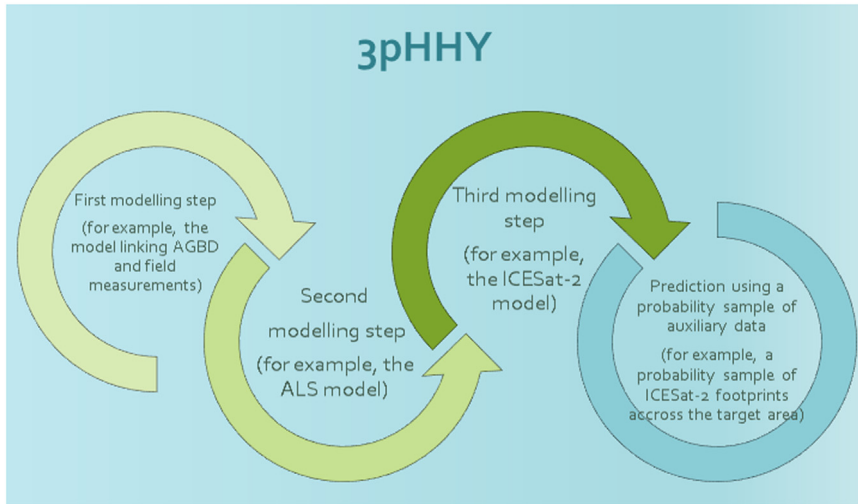 3pHHY
First modelling step
(for example, the
model linking AGBD
and field
measurements)
Second
modelling step
(for example, the
ALS model)
Third modelling
step
(for example,
the ICESat-2
model)
Prediction using a
probability sample of
auxiliary data
(for example, a
probability sample of
ICESat-2 footprints
accross the target area)